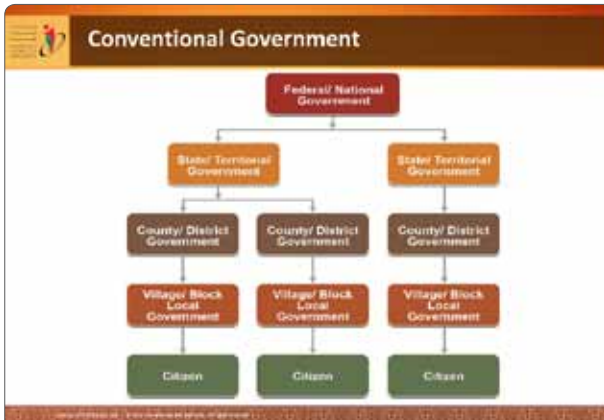 Conventional Government
Federal/ National
Government
State/ Territorial
Government
State/ Territorial
Government
County/ District
Government
County/ District
Government
County/ District
Government
Village/ Block
Local
Government
Village/ Block
Local
Government
Village/ Block
Local
Government
Citizen
Citizen
Citizen